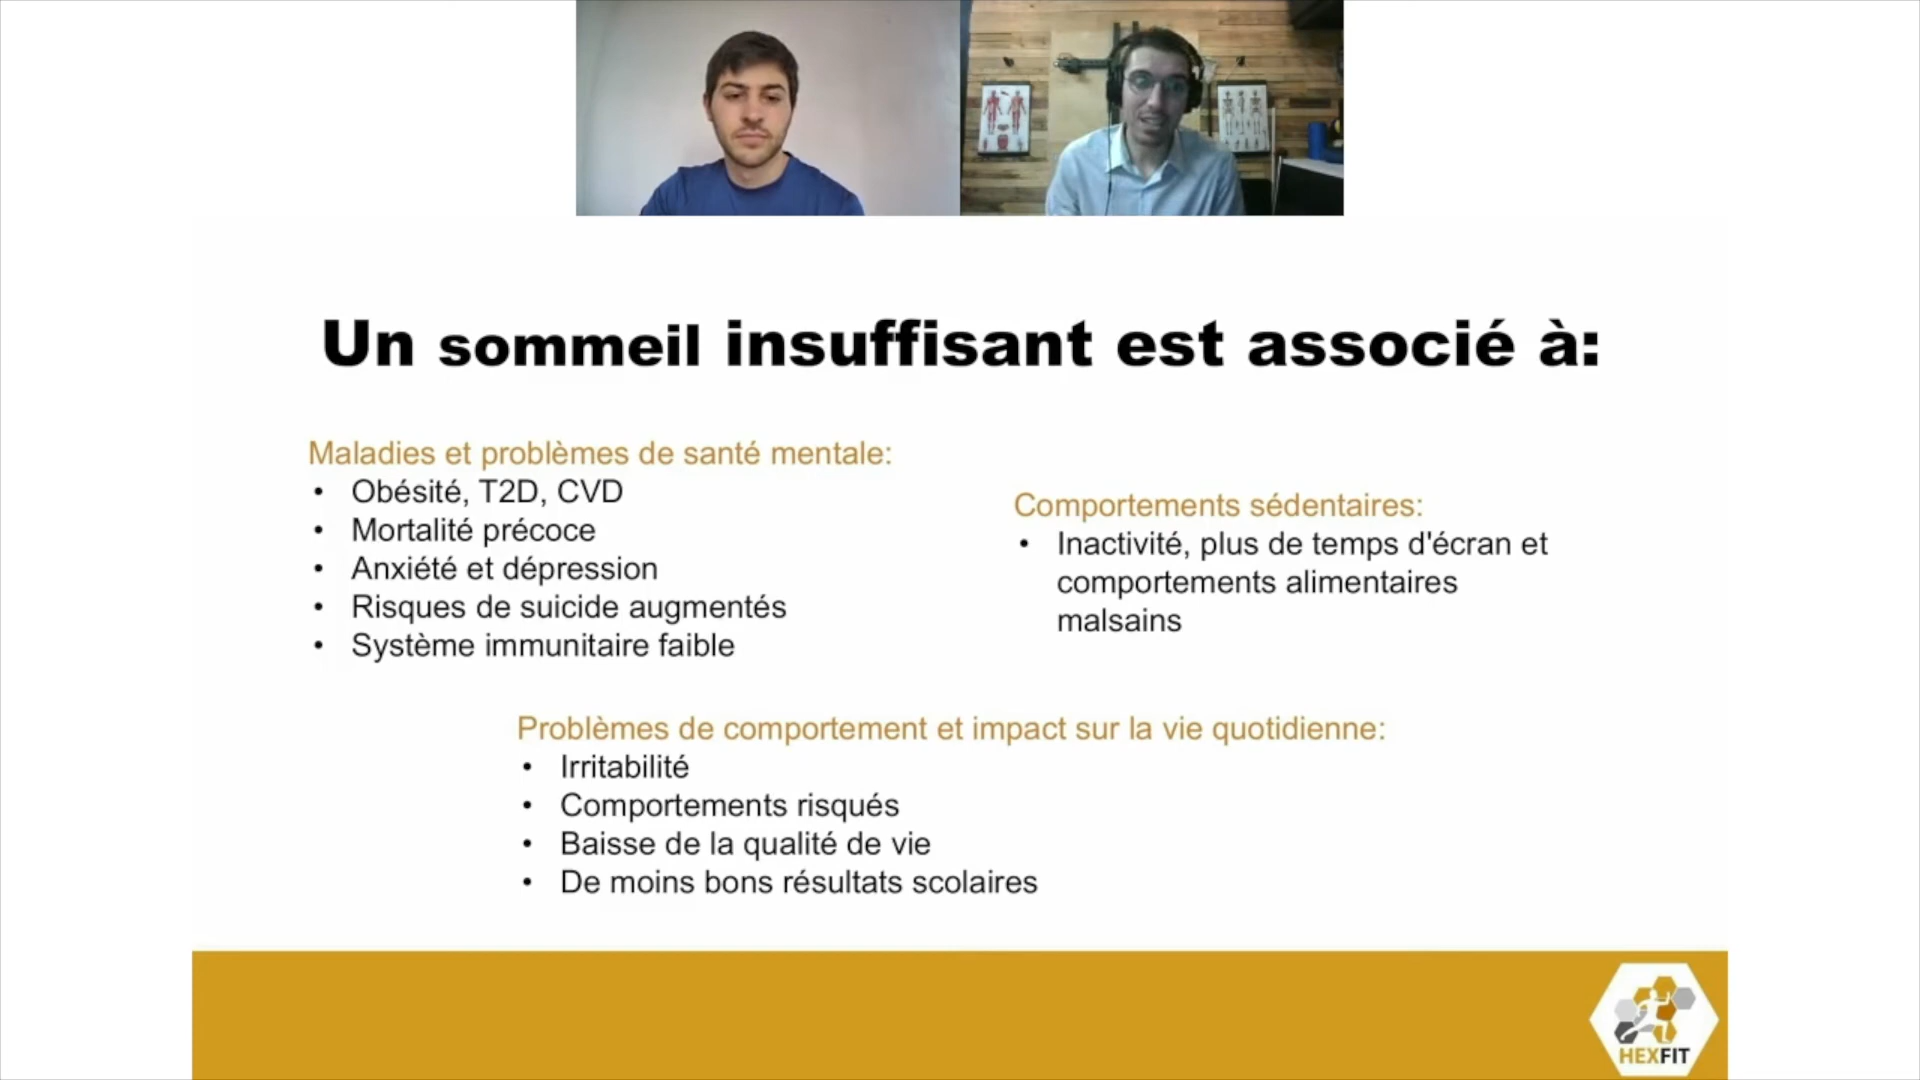 Un sommeil insuffisant est associé à:
Maladies et problèmes de santé mentale:
• Obésité, T2D, CVD
• Mortalité précoce
• Anxiété et dépression
• Risques de suicide augmentés
• Système immunitaire faible
Comportements sédentaires:
• Inactivité, plus de temps d'écran et
comportements alimentaires
malsains
Problèmes de comportement et impact sur la vie quotidienne:
• Irritabilité
• Comportements risqués
• Baisse de la qualité de vie
• De moins bons résultats scolaires
HEXFIT